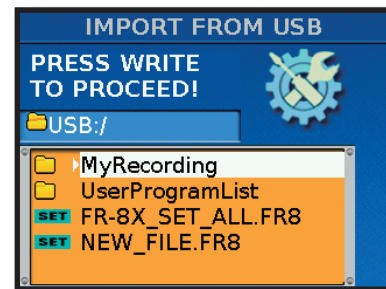 IMPORT FROM USB
PRESS WRITE
TO PROCEED!
USB:/
MyRecording
UserProgramList
SET FR-8X_SET_ALL.FR8
SET NEW_FILE.FR8